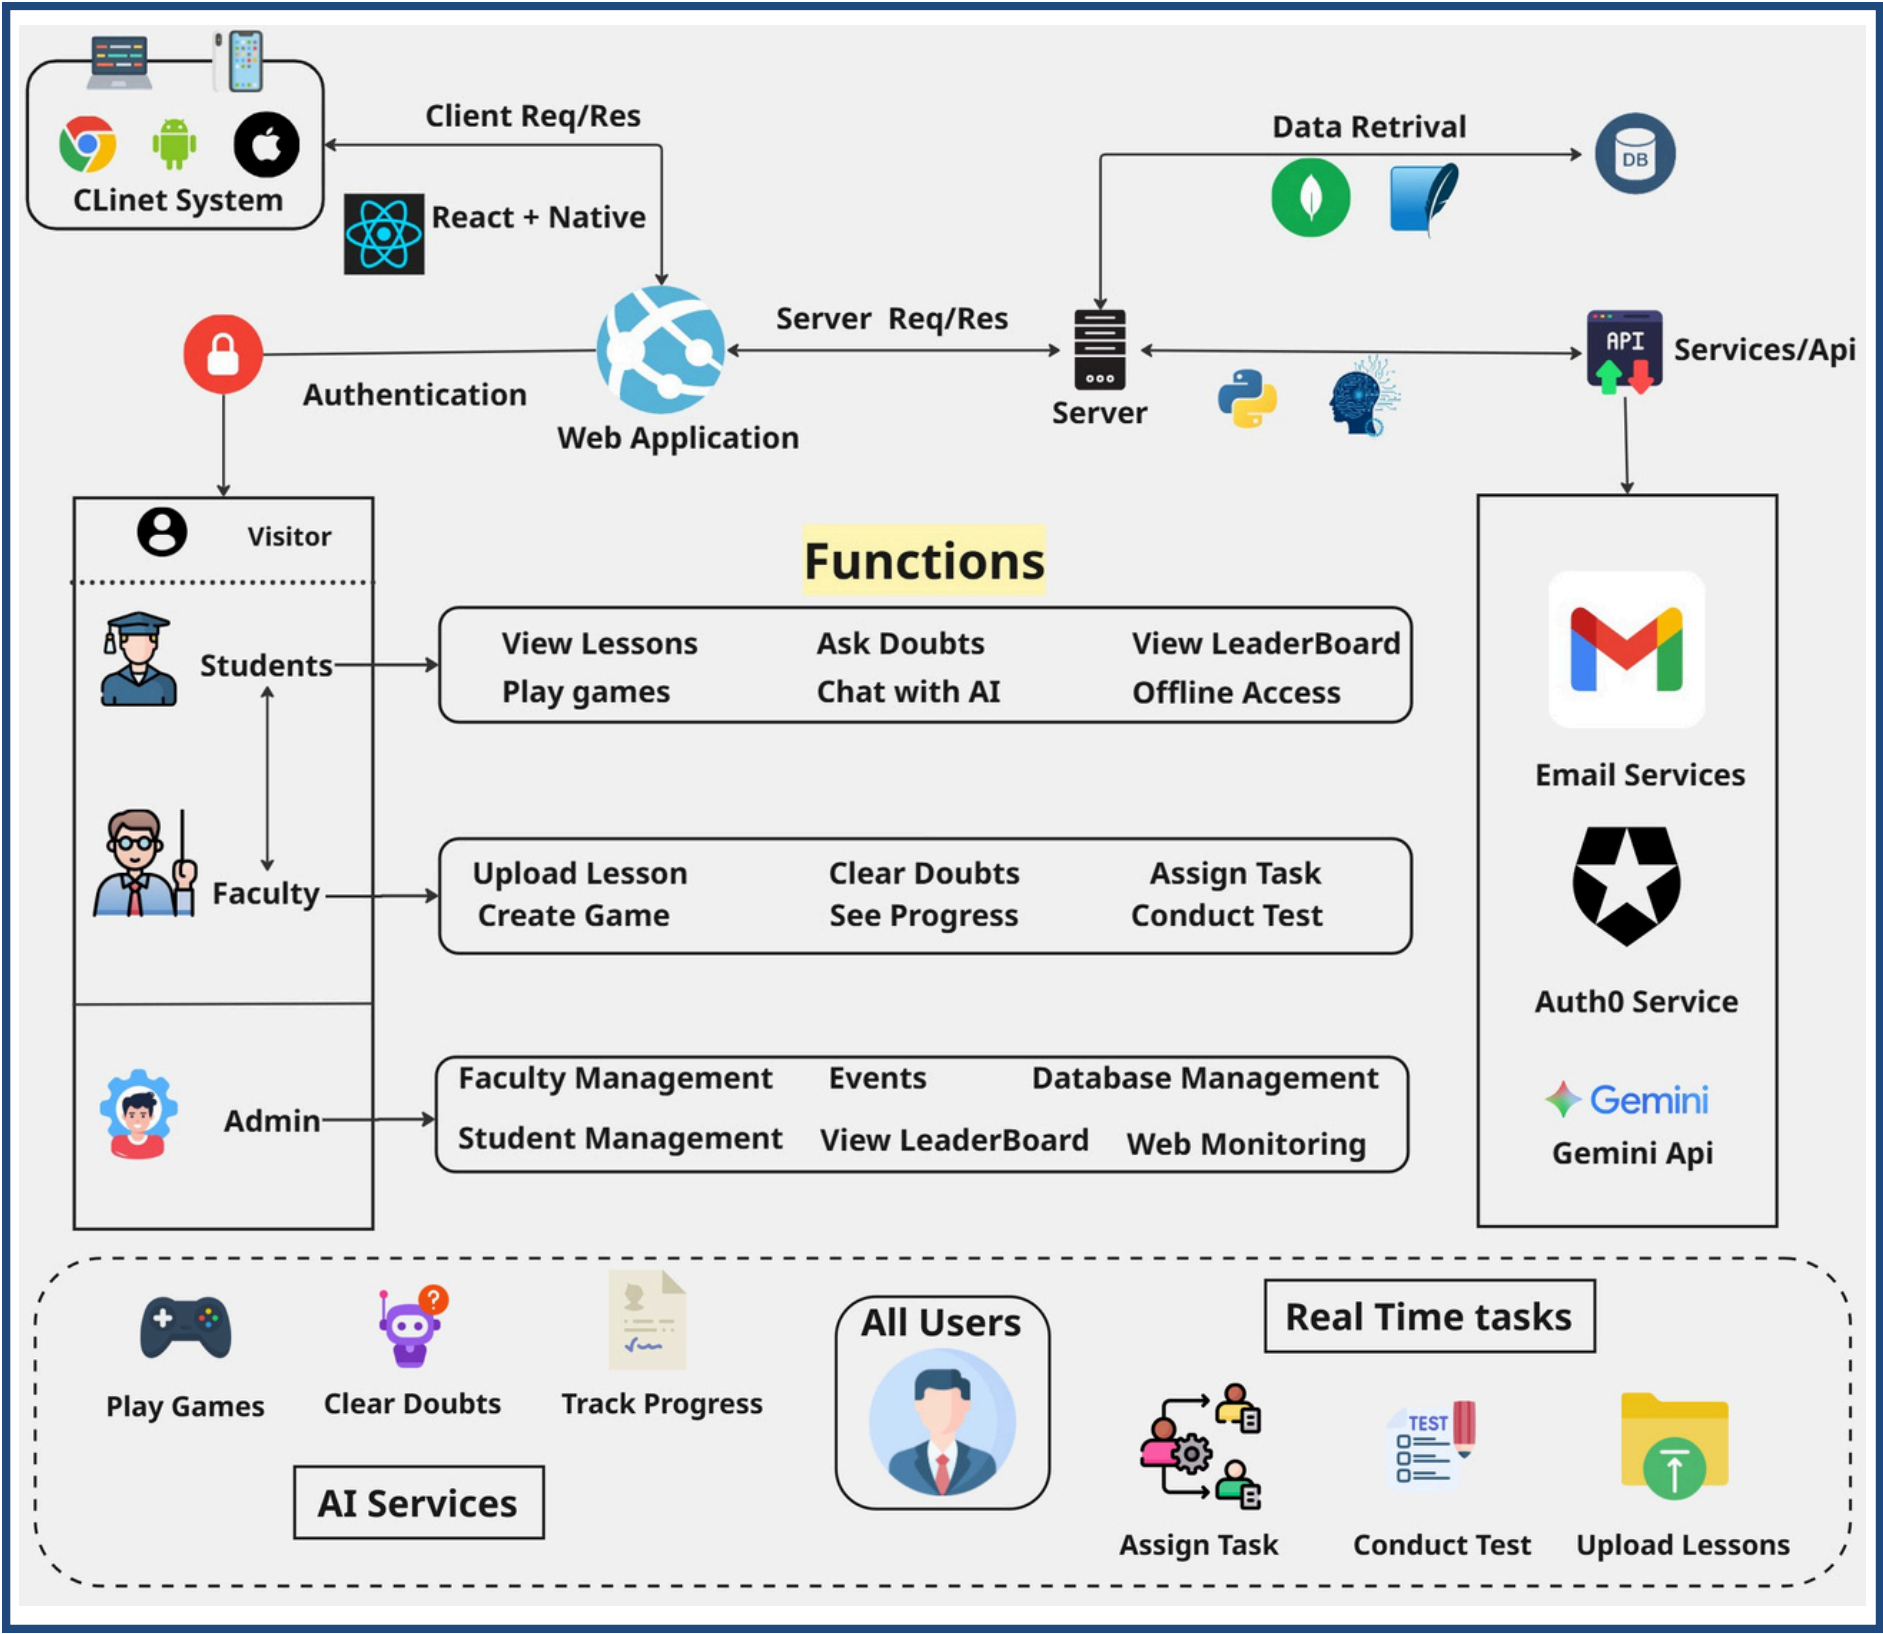 CLinet System
Client Req/Res
React + Native
Data Retrival
DB
Authentication
Web Application
Server Req/Res
Server
API
Services/Api
Visitor
Functions
Students
View Lessons Ask Doubts View LeaderBoard
Play games Chat with AI Offline Access
Faculty
Upload Lesson Clear Doubts Assign Task
Create Game See Progress Conduct Test
Admin
Faculty Management Events Database Management
Student Management View LeaderBoard Web Monitoring
Email Services
Auth0 Service
Gemini
Gemini Api
?
Play Games
Clear Doubts
Track Progress
AI Services
All Users
Real Time tasks
TEST
Assign Task
Conduct Test
Upload Lessons